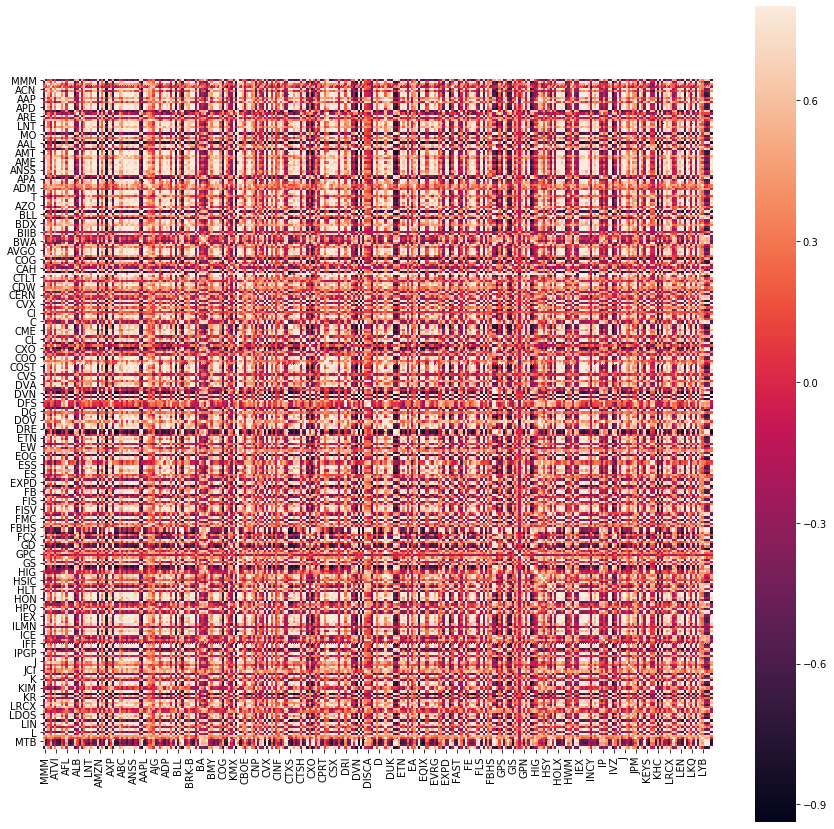 MMM
ACN
AAP
APD
ARE
LNT
MO
AAL
AMT
AME
ANSS
APA
ADM
T
AZO
BLL
BDX
BIIB
BWA
AVGO
COG
CAH
CTLT
CDW
CERN
CVX
CI
C
CME
CL
CXO
COO
COST
CVS
DVA
DVN
DFS
DG
DOV
DRE
ETN
EW
EOG
ESS
ES
EXPD
FB
FIS
FISV
FMC
FBHS
FCX
GD
GPC
GS
HIG
HSIC
HLT
HON
HPQ
IEX
ILMN
ICE
IFF
IPGP
J
JCI
K
KIM
KR
LRCX
LDOS
LIN
L
MTB
MMM ATVI AFL ALB LNT AMZN AXP ABC ANSS AAPL AJG ADP BLL BRK-B BA BMY COG KMX CBOE CNP CVX CINF CTXS CTSH CXO CPRT CSX DRI DVN DISCA D DUK ETN EA EQIX EVRG EXPD FAST FE FLS FBHS GPS GIS GPN HIG HSY HOLX HWM IEX INCY IP IVZ J JPM KEYS KHC LRCX LEN LKQ LYB
0.6
0.3
0.0
−0.3
−0.6
−0.9